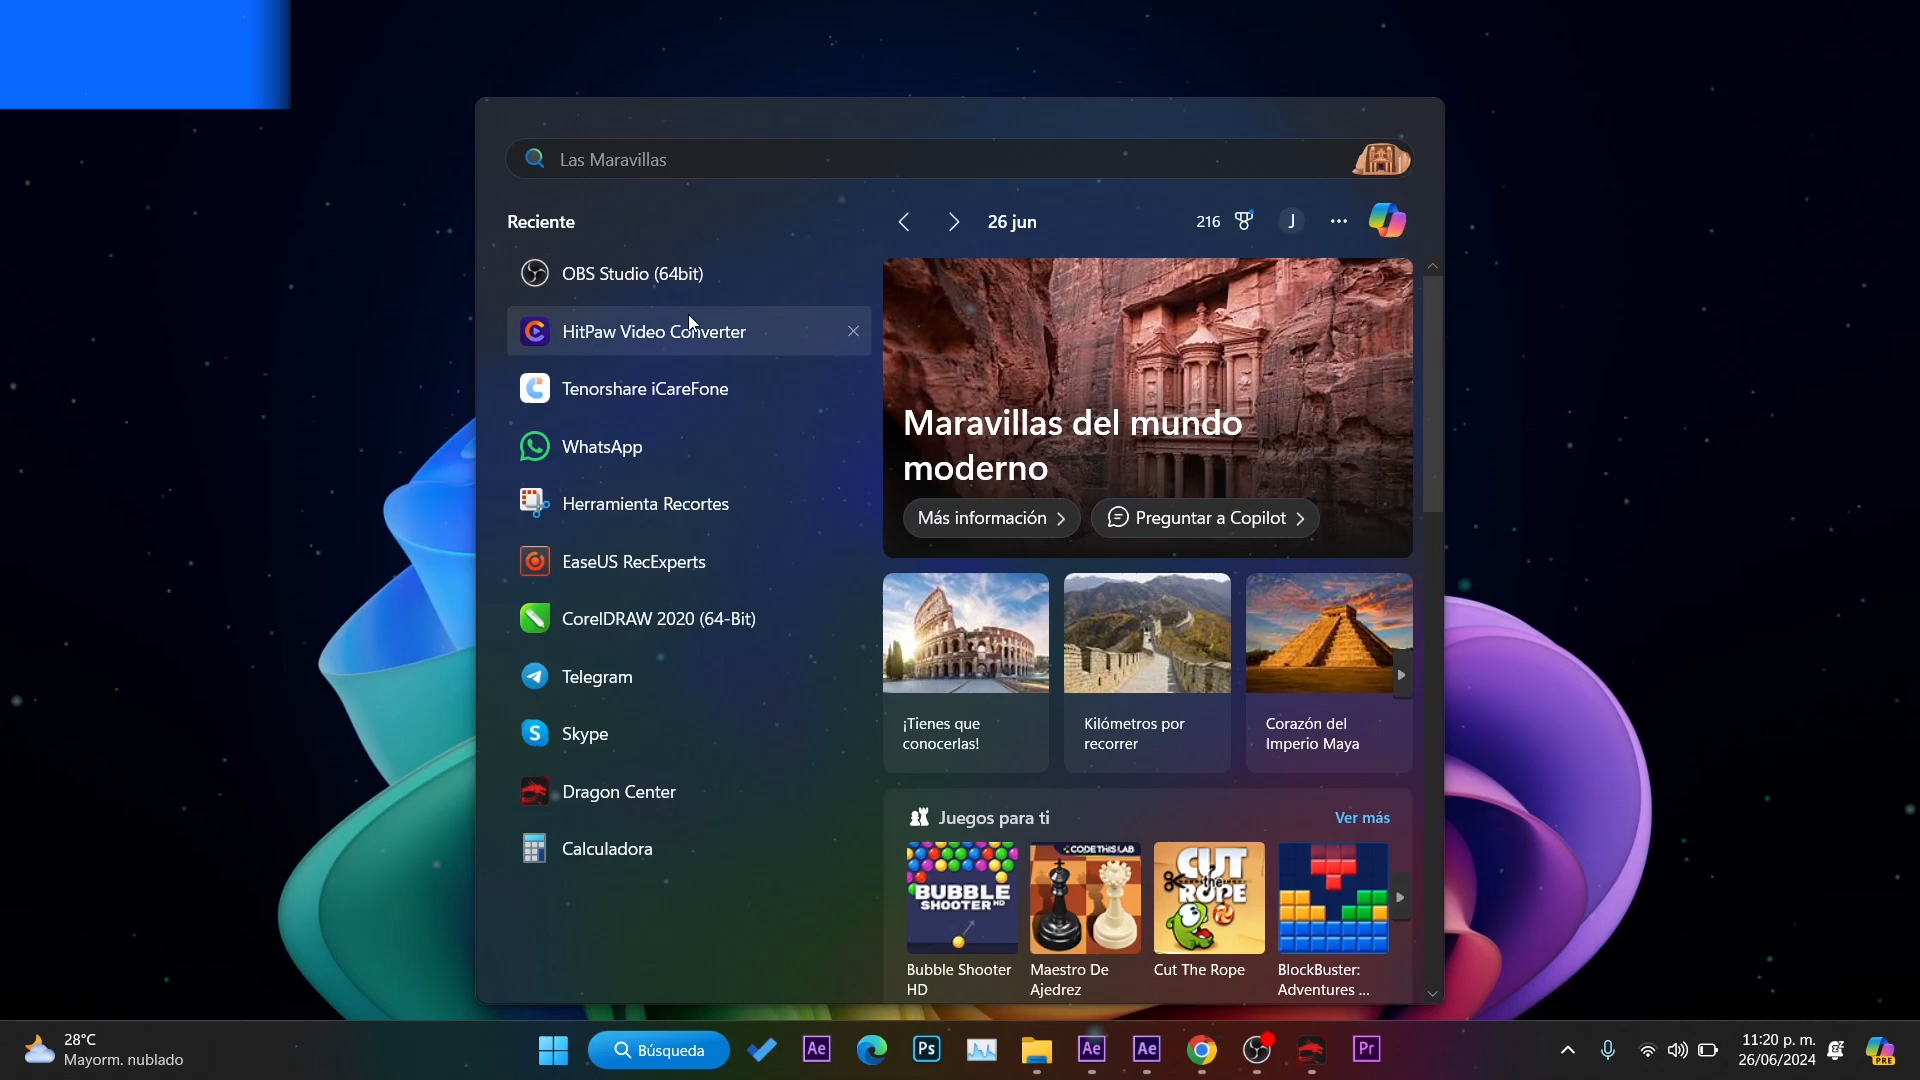 Las Maravillas
Reciente
26 jun
216
J
OBS Studio (64bit)
HitPaw Video Converter
Tenorshare iCareFone
WhatsApp
Herramienta Recortes
EaseUS RecExperts
CorelDRAW 2020 (64-Bit)
Telegram
Skype
Dragon Center
Calculadora
Maravillas del mundo
moderno
Más información
Preguntar a Copilot
¡Tienes que
conocerlas!
Kilómetros por
recorrer
Corazón del
Imperio Maya
Juegos para ti
Ver más
BUBBLE
SHOOTER HD
CODETHISLAB
CUT
the
ROPE
Bubble Shooter
HD
Maestro De
Ajedrez
Cut The Rope
BlockBuster:
Adventures ...
28°C
Mayorm. nublado
Búsqueda
Ae
Ps
Ae
Ae
Pr
11:20 p. m.
26/06/2024
PRE